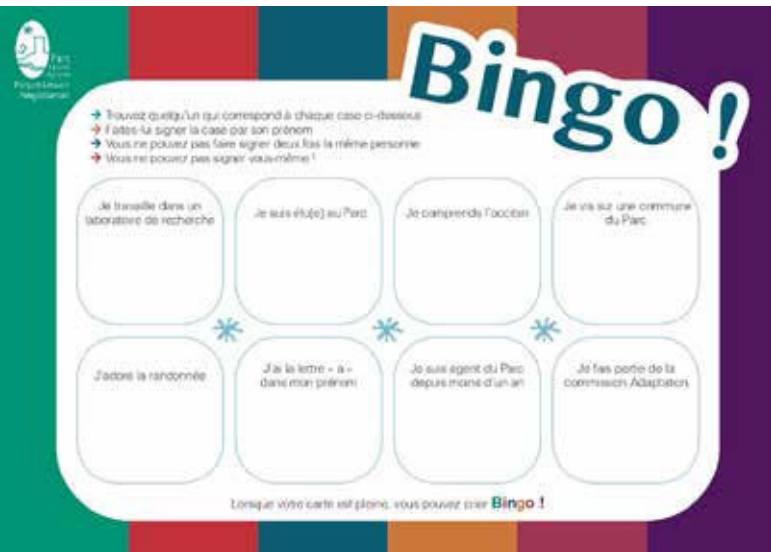 Bingo !
Parc
Périgord-Limousin
→ Trouvez quelqu'un qui correspond à chaque case ci-dessous
→ Faites-lui signer la case par son prénom
→ Vous ne pouvez pas faire signer deux fois la même personne
→ Vous ne pouvez pas signer vous-même !
Je travaille dans un
laboratoire de recherche
Je suis élu(e) au Parc
Je comprends l'occitan
Je vis sur une commune
du Parc
J'adore la randonnée
J'ai la lettre « a »
dans mon prénom
Je suis agent du Parc
depuis moins d'un an
Je fais partie de la
commission Adaptation
Lorsque votre carte est pleine, vous pouvez crier Bingo !